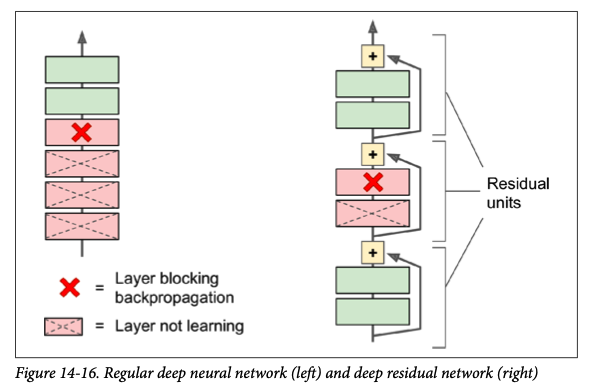 +
+
Residual
units
+
= Layer blocking
backpropagation
= Layer not learning
Figure 14-16. Regular deep neural network (left) and deep residual network (right)